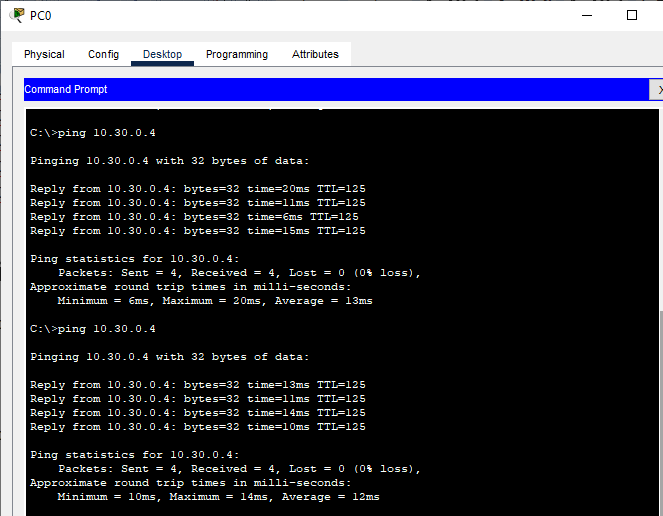 PC0
Physical Config Desktop Programming Attributes
Command Prompt
X
C:\>ping 10.30.0.4
Pinging 10.30.0.4 with 32 bytes of data:
Reply from 10.30.0.4: bytes=32 time=20ms TTL=125
Reply from 10.30.0.4: bytes=32 time=11ms TTL=125
Reply from 10.30.0.4: bytes=32 time=6ms TTL=125
Reply from 10.30.0.4: bytes=32 time=15ms TTL=125
Ping statistics for 10.30.0.4:
Packets: Sent = 4, Received = 4, Lost = 0 (0% loss),
Approximate round trip times in milli-seconds:
Minimum = 6ms, Maximum = 20ms, Average = 13ms
C:\>ping 10.30.0.4
Pinging 10.30.0.4 with 32 bytes of data:
Reply from 10.30.0.4: bytes=32 time=13ms TTL=125
Reply from 10.30.0.4: bytes=32 time=11ms TTL=125
Reply from 10.30.0.4: bytes=32 time=14ms TTL=125
Reply from 10.30.0.4: bytes=32 time=10ms TTL=125
Ping statistics for 10.30.0.4:
Packets: Sent = 4, Received = 4, Lost = 0 (0% loss),
Approximate round trip times in milli-seconds:
Minimum = 10ms, Maximum = 14ms, Average = 12ms